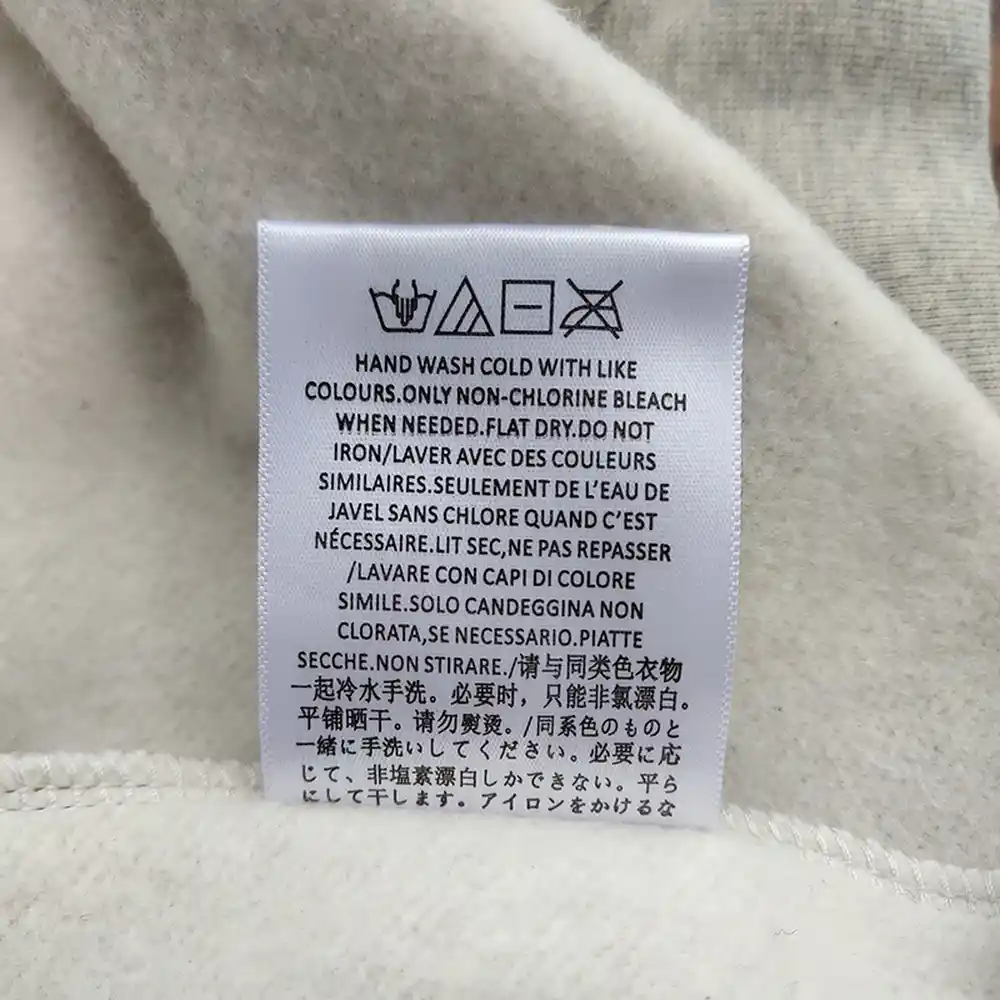 HAND WASH COLD WITH LIKE
COLOURS.ONLY NON-CHLORINE BLEACH
WHEN NEEDED.FLAT DRY.DO NOT
IRON/LAVER AVEC DES COULEURS
SIMILAIRES.SEULEMENT DE L'EAU DE
JAVEL SANS CHLORE QUAND C'EST
NÉCESSAIRE.LIT SEC,NE PAS REPASSER
/LAVARE CON CAPI DI COLORE
SIMILE.SOLO CANDEGGINA NON
CLORATA,SE NECESSARIO.PIATTE
SECCHE.NON STIRARE./请与同类色衣物
一起冷水手洗。必要时，只能非氯漂白。
平铺晒干。请勿熨烫。/同系色のものと
一緒に手洗いしてください。必要に応
じて、非塩素漂白しかできない。平ら
にして干します。アイロンをかけるな